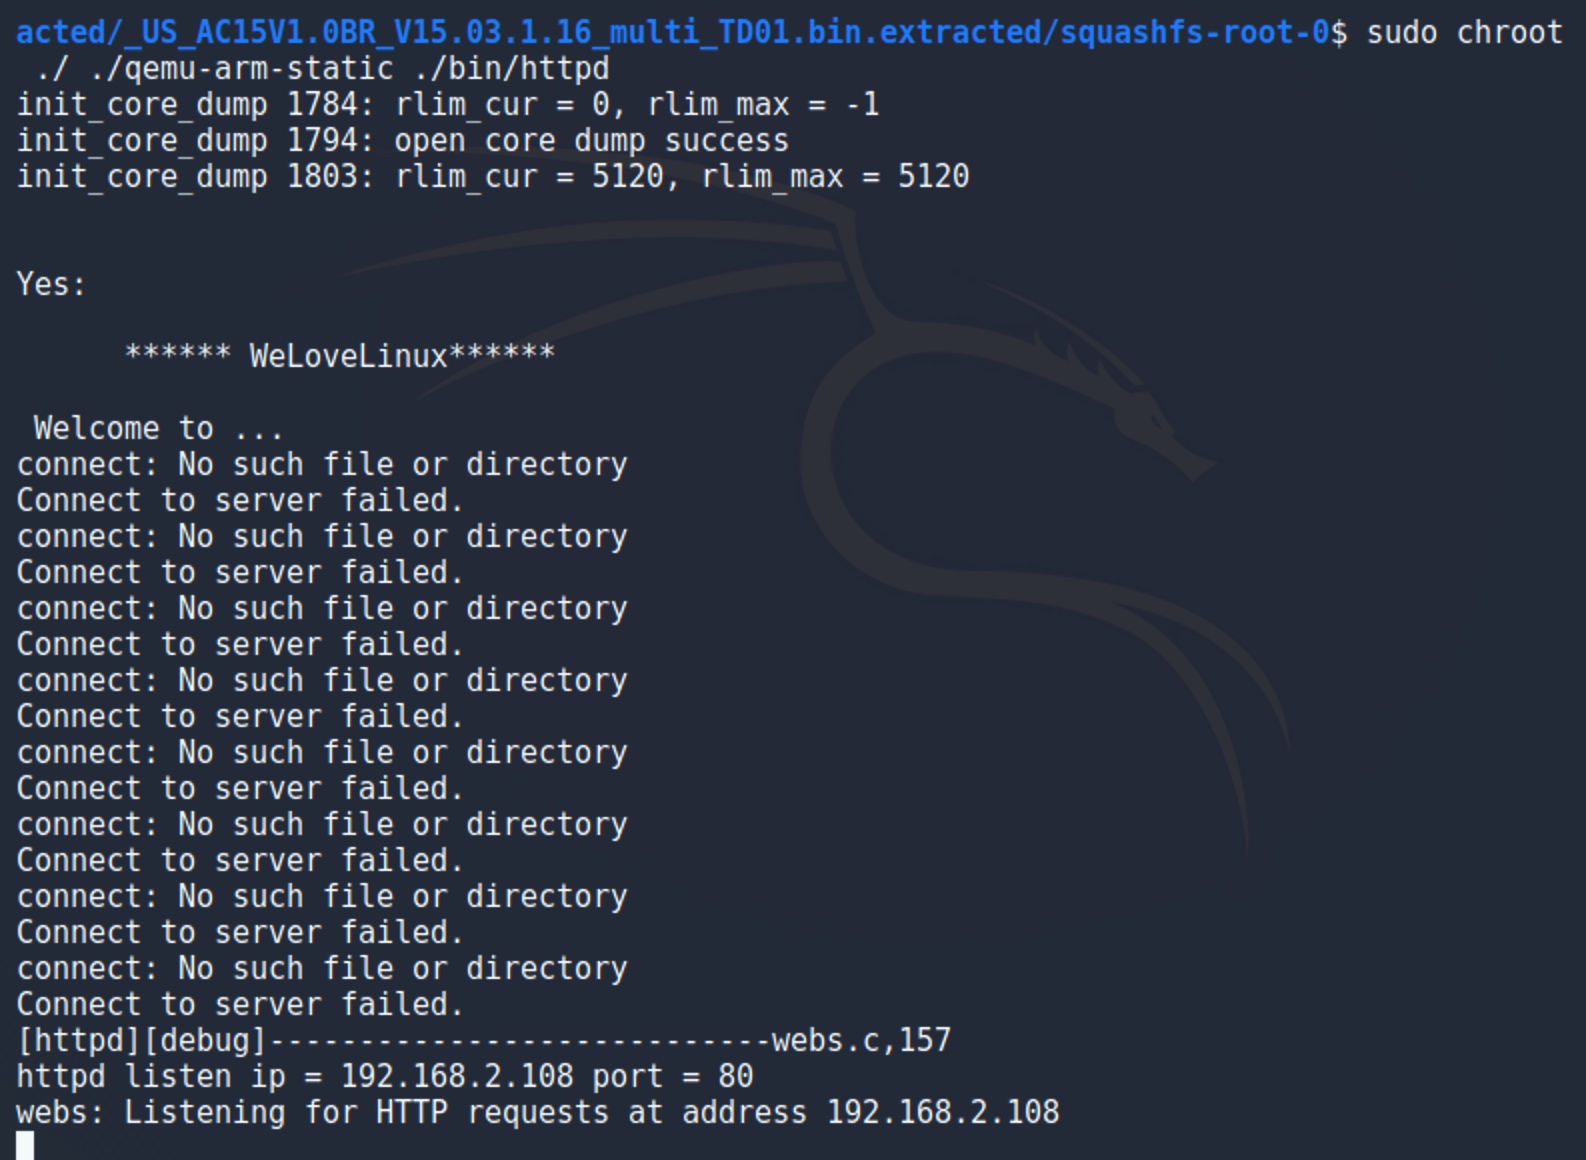 acted/_US_AC15V1.0BR_V15.03.1.16_multi_TD01.bin.extracted/squashfs-root-0$ sudo chroot
 ./ ./qemu-arm-static ./bin/httpd
init_core_dump 1784: rlim_cur = 0, rlim_max = -1
init_core_dump 1794: open core dump success
init_core_dump 1803: rlim_cur = 5120, rlim_max = 5120
Yes:
****** WeLoveLinux******
Welcome to ...
connect: No such file or directory
Connect to server failed.
connect: No such file or directory
Connect to server failed.
connect: No such file or directory
Connect to server failed.
connect: No such file or directory
Connect to server failed.
connect: No such file or directory
Connect to server failed.
connect: No such file or directory
Connect to server failed.
connect: No such file or directory
Connect to server failed.
connect: No such file or directory
Connect to server failed.
[httpd][debug]----------------------------webs.c,157
httpd listen ip = 192.168.2.108 port = 80
webs: Listening for HTTP requests at address 192.168.2.108